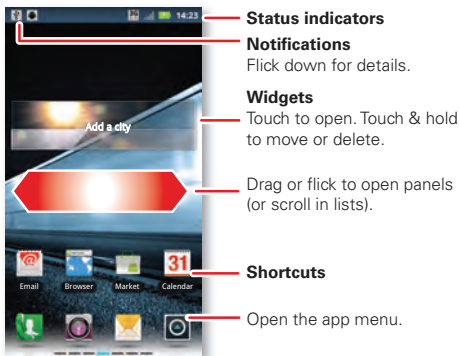 14:23
Status indicators
Notifications
Flick down for details.
Widgets
Touch to open. Touch & hold
to move or delete.
Add a city
Drag or flick to open panels
(or scroll in lists).
31
Email Browser Market Calendar
Shortcuts
Open the app menu.